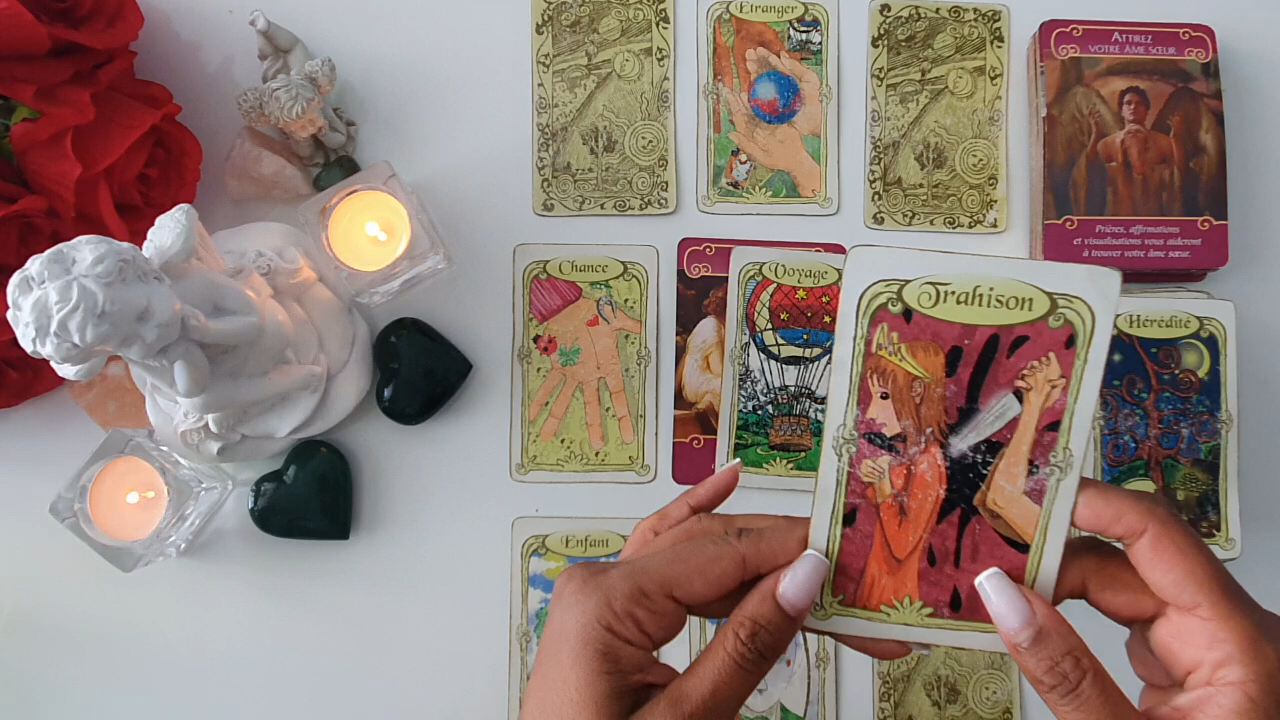 Etranger
ATTIREZ
VOTRE ÂME SŒUR
Prières, affirmations
et visualisations vous aideront
à trouver votre âme sœur.
Chance
Voyage
Trahison
Hérédité
Enfant